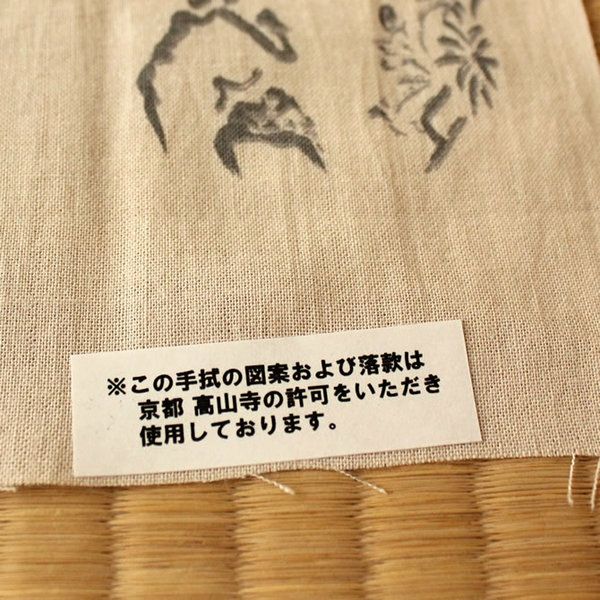 ※この手拭の図案および落款は
京都 高山寺の許可をいただき
使用しております。